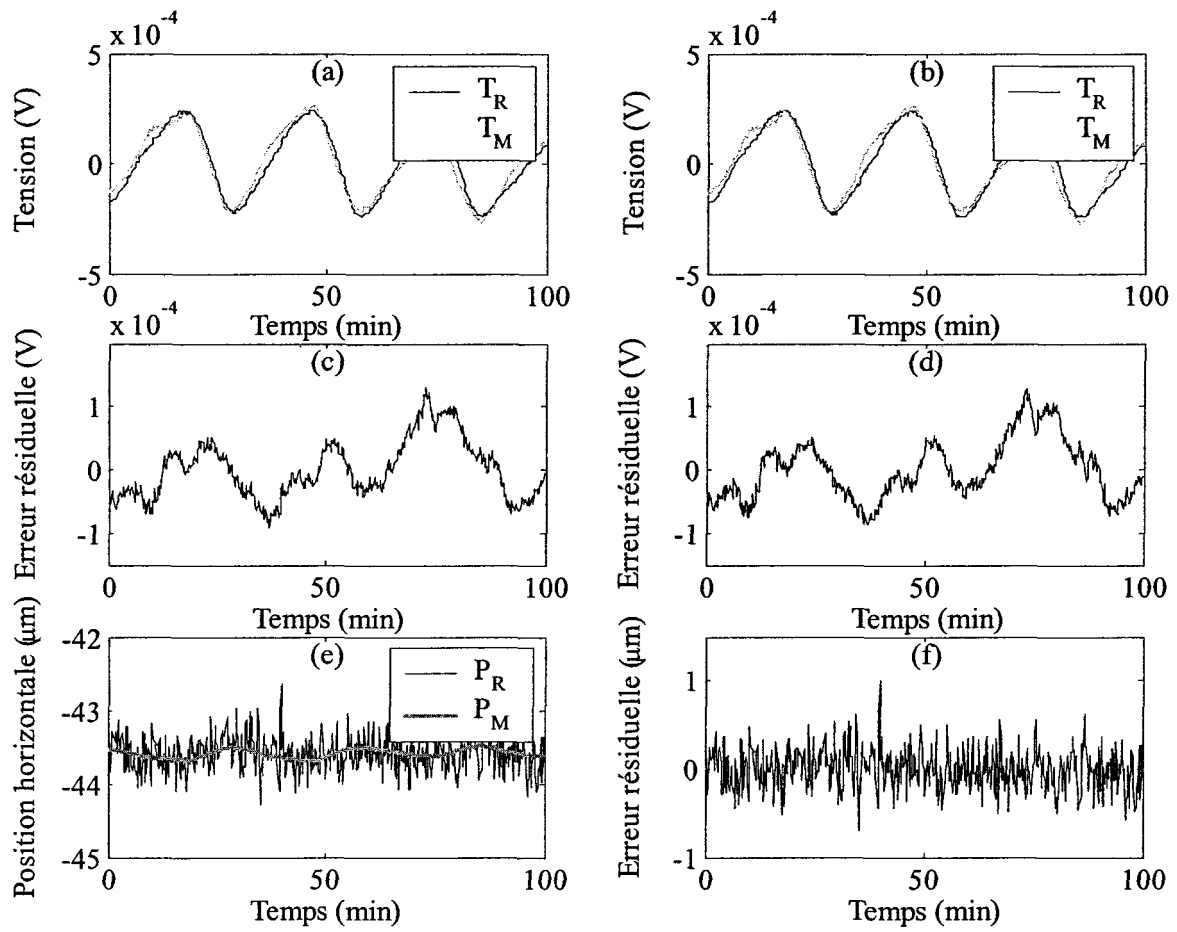 x 10^-4
x 10^-4
(a)
(b)
T_R
T_M
T_R
T_M
Tension (V)
Tension (V)
5
0
-5
5
0
-5
0
50
100
0
50
100
Temps (min)
Temps (min)
x 10^-4
x 10^-4
(c)
(d)
Erreur résiduelle (V)
Erreur résiduelle (V)
1
0
-1
1
0
-1
0
50
100
0
50
100
Temps (min)
Temps (min)
(e)
(f)
P_R
P_M
Position horizontale (µm)
Erreur résiduelle (µm)
-42
-43
-44
-45
1
0
-1
0
50
100
0
50
100
Temps (min)
Temps (min)